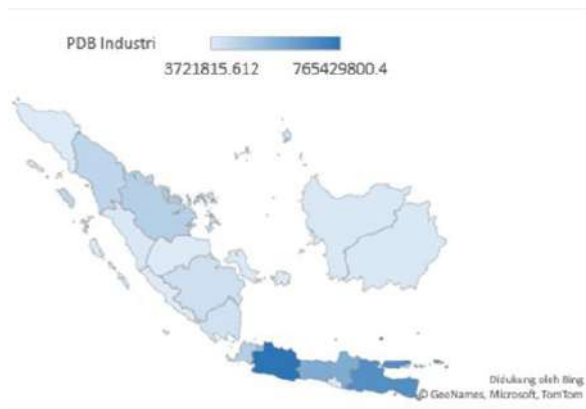 PDB Industri
3721815.612 765429800.4
Didukung oleh Bing
© GeoNames, Microsoft, TomTom